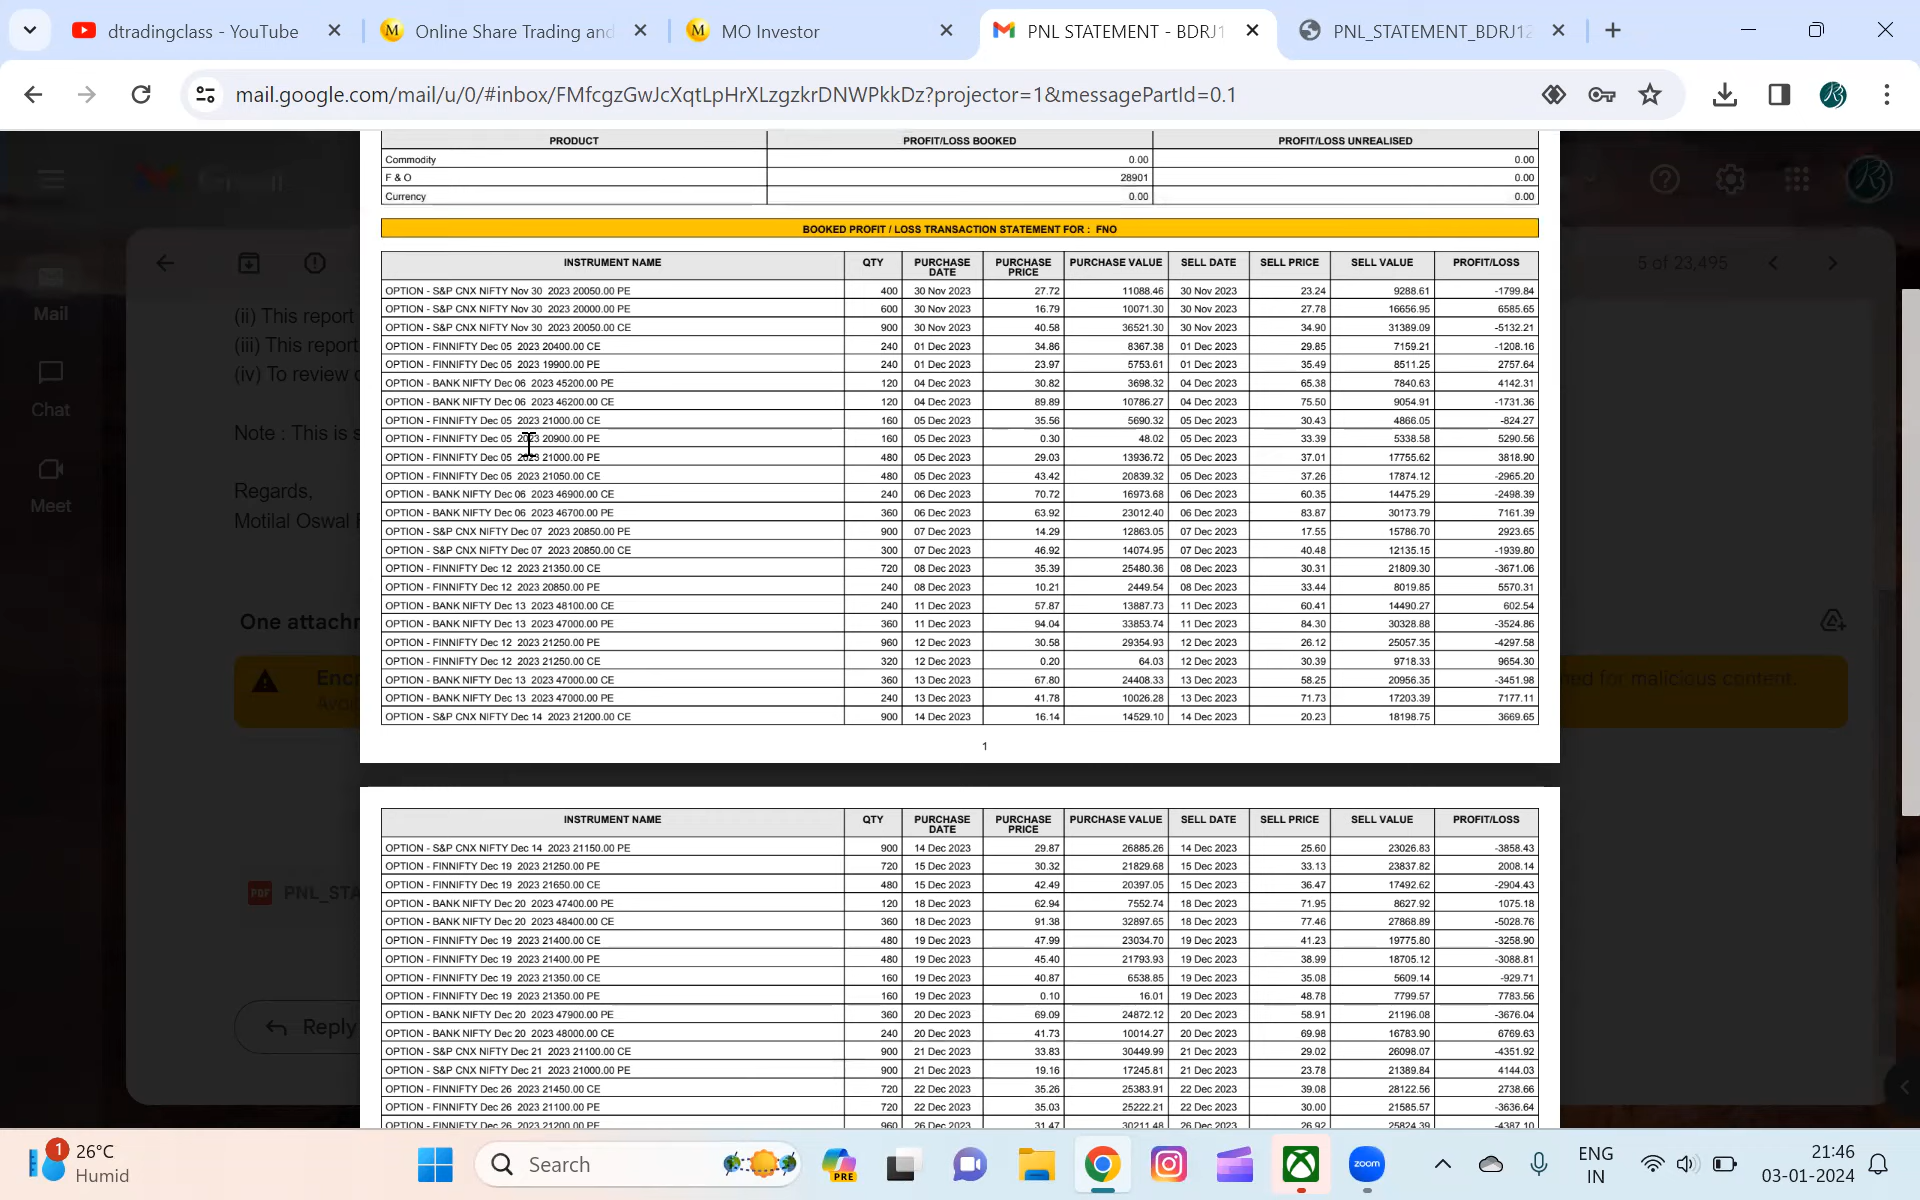 dtradingclass - YouTube
Online Share Trading and
MO Investor
PNL STATEMENT - BDRJ1
PNL_STATEMENT_BDRJ12
mail.google.com/mail/u/0/#inbox/FMfcgzGwJcXqtLpHrXLzgzkrDNWPkkDz?projector=1&messagePartId=0.1
Gmail
5 of 23,495
Mail
Chat
Meet
(ii) This report
(iii) This report
(iv) To review
Note : This is
Regards,
Motilal Oswal
One attachm
for malicious content.
PDF PNL_STA
Reply
PRODUCT PROFIT/LOSS BOOKED PROFIT/LOSS UNREALISED
Commodity 0.00 0.00
F & O 28901 0.00
Currency 0.00 0.00
BOOKED PROFIT / LOSS TRANSACTION STATEMENT FOR : FNO
INSTRUMENT NAME QTY PURCHASE DATE PURCHASE PRICE PURCHASE VALUE SELL DATE SELL PRICE SELL VALUE PROFIT/LOSS
OPTION - S&P CNX NIFTY Nov 30 2023 20050.00 PE 400 30 Nov 2023 27.72 11088.46 30 Nov 2023 23.24 9288.61 -1799.84
OPTION - S&P CNX NIFTY Nov 30 2023 20000.00 PE 600 30 Nov 2023 16.79 10071.30 30 Nov 2023 27.78 16656.95 6585.65
OPTION - S&P CNX NIFTY Nov 30 2023 20050.00 CE 900 30 Nov 2023 40.58 36521.30 30 Nov 2023 34.90 31389.09 -5132.21
OPTION - FINNIFTY Dec 05 2023 20400.00 CE 240 01 Dec 2023 34.86 8367.38 01 Dec 2023 29.85 7159.21 -1208.16
OPTION - FINNIFTY Dec 05 2023 19900.00 PE 240 01 Dec 2023 23.97 5753.61 01 Dec 2023 35.49 8511.25 2757.64
OPTION - BANK NIFTY Dec 06 2023 45200.00 PE 120 04 Dec 2023 30.82 3698.32 04 Dec 2023 65.38 7840.63 4142.31
OPTION - BANK NIFTY Dec 06 2023 46200.00 CE 120 04 Dec 2023 89.89 10786.27 04 Dec 2023 75.50 9054.91 -1731.36
OPTION - FINNIFTY Dec 05 2023 21000.00 CE 160 05 Dec 2023 35.56 5690.32 05 Dec 2023 30.43 4866.05 -824.27
OPTION - FINNIFTY Dec 05 2023 20900.00 PE 160 05 Dec 2023 0.30 48.02 05 Dec 2023 33.39 5338.58 5290.56
OPTION - FINNIFTY Dec 05 2023 21000.00 PE 480 05 Dec 2023 29.03 13936.72 05 Dec 2023 37.01 17755.62 3818.90
OPTION - FINNIFTY Dec 05 2023 21050.00 CE 480 05 Dec 2023 43.42 20839.32 05 Dec 2023 37.26 17874.12 -2965.20
OPTION - BANK NIFTY Dec 06 2023 46900.00 CE 240 06 Dec 2023 70.72 16973.68 06 Dec 2023 60.35 14475.29 -2498.39
OPTION - BANK NIFTY Dec 06 2023 46700.00 PE 360 06 Dec 2023 63.92 23012.40 06 Dec 2023 83.87 30173.79 7161.39
OPTION - S&P CNX NIFTY Dec 07 2023 20850.00 PE 900 07 Dec 2023 14.29 12863.05 07 Dec 2023 17.55 15786.70 2923.65
OPTION - S&P CNX NIFTY Dec 07 2023 20850.00 CE 300 07 Dec 2023 46.92 14074.95 07 Dec 2023 40.48 12135.15 -1939.80
OPTION - FINNIFTY Dec 12 2023 21350.00 CE 720 08 Dec 2023 35.39 25480.36 08 Dec 2023 30.31 21809.30 -3671.06
OPTION - FINNIFTY Dec 12 2023 20850.00 PE 240 08 Dec 2023 10.21 2449.54 08 Dec 2023 33.44 8019.85 5570.31
OPTION - BANK NIFTY Dec 13 2023 48100.00 CE 240 11 Dec 2023 57.87 13887.73 11 Dec 2023 60.41 14490.27 602.54
OPTION - BANK NIFTY Dec 13 2023 47000.00 PE 360 11 Dec 2023 94.04 33853.74 11 Dec 2023 84.30 30328.88 -3524.86
OPTION - FINNIFTY Dec 12 2023 21250.00 PE 960 12 Dec 2023 30.58 29354.93 12 Dec 2023 26.12 25057.35 -4297.58
OPTION - FINNIFTY Dec 12 2023 21250.00 CE 320 12 Dec 2023 0.20 64.03 12 Dec 2023 30.39 9718.33 9654.30
OPTION - BANK NIFTY Dec 13 2023 47000.00 CE 360 13 Dec 2023 67.80 24408.33 13 Dec 2023 58.25 20956.35 -3451.98
OPTION - BANK NIFTY Dec 13 2023 47000.00 PE 240 13 Dec 2023 41.78 10026.28 13 Dec 2023 71.73 17203.39 7177.11
OPTION - S&P CNX NIFTY Dec 14 2023 21200.00 CE 900 14 Dec 2023 16.14 14529.10 14 Dec 2023 20.23 18198.75 3669.65
1
INSTRUMENT NAME QTY PURCHASE DATE PURCHASE PRICE PURCHASE VALUE SELL DATE SELL PRICE SELL VALUE PROFIT/LOSS
OPTION - S&P CNX NIFTY Dec 14 2023 21150.00 PE 900 14 Dec 2023 29.87 26885.26 14 Dec 2023 25.60 23026.83 -3858.43
OPTION - FINNIFTY Dec 19 2023 21250.00 PE 720 15 Dec 2023 30.32 21829.68 15 Dec 2023 33.13 23837.82 2008.14
OPTION - FINNIFTY Dec 19 2023 21650.00 CE 480 15 Dec 2023 42.49 20397.05 15 Dec 2023 36.47 17492.62 -2904.43
OPTION - BANK NIFTY Dec 20 2023 47400.00 PE 120 18 Dec 2023 62.94 7552.74 18 Dec 2023 71.95 8627.92 1075.18
OPTION - BANK NIFTY Dec 20 2023 48400.00 CE 360 18 Dec 2023 91.38 32897.65 18 Dec 2023 77.46 27868.89 -5028.76
OPTION - FINNIFTY Dec 19 2023 21400.00 CE 480 19 Dec 2023 47.99 23034.70 19 Dec 2023 41.23 19775.80 -3258.90
OPTION - FINNIFTY Dec 19 2023 21400.00 PE 480 19 Dec 2023 45.40 21793.93 19 Dec 2023 38.99 18705.12 -3088.81
OPTION - FINNIFTY Dec 19 2023 21350.00 CE 160 19 Dec 2023 40.87 6538.85 19 Dec 2023 35.08 5609.14 -929.71
OPTION - FINNIFTY Dec 19 2023 21350.00 PE 160 19 Dec 2023 0.10 16.01 19 Dec 2023 48.78 7799.57 7783.56
OPTION - BANK NIFTY Dec 20 2023 47900.00 PE 360 20 Dec 2023 69.09 24872.12 20 Dec 2023 58.91 21196.08 -3676.04
OPTION - BANK NIFTY Dec 20 2023 48000.00 CE 240 20 Dec 2023 41.73 10014.27 20 Dec 2023 69.98 16783.90 6769.63
OPTION - S&P CNX NIFTY Dec 21 2023 21100.00 CE 900 21 Dec 2023 33.83 30449.99 21 Dec 2023 29.02 26098.07 -4351.92
OPTION - S&P CNX NIFTY Dec 21 2023 21000.00 PE 900 21 Dec 2023 19.16 17245.81 21 Dec 2023 23.78 21389.84 4144.03
OPTION - FINNIFTY Dec 26 2023 21450.00 CE 720 22 Dec 2023 35.26 25383.91 22 Dec 2023 39.08 28122.56 2738.66
OPTION - FINNIFTY Dec 26 2023 21100.00 PE 720 22 Dec 2023 35.03 25222.21 22 Dec 2023 30.00 21585.57 -3636.64
OPTION - FINNIFTY Dec 26 2023 21200.00 PE 960 26 Dec 2023 31.47 30211.48 26 Dec 2023 26.92 25824.39 -4387.10
1
26°C
Humid
Search
PRE
zoom
ENG
IN
21:46
03-01-2024